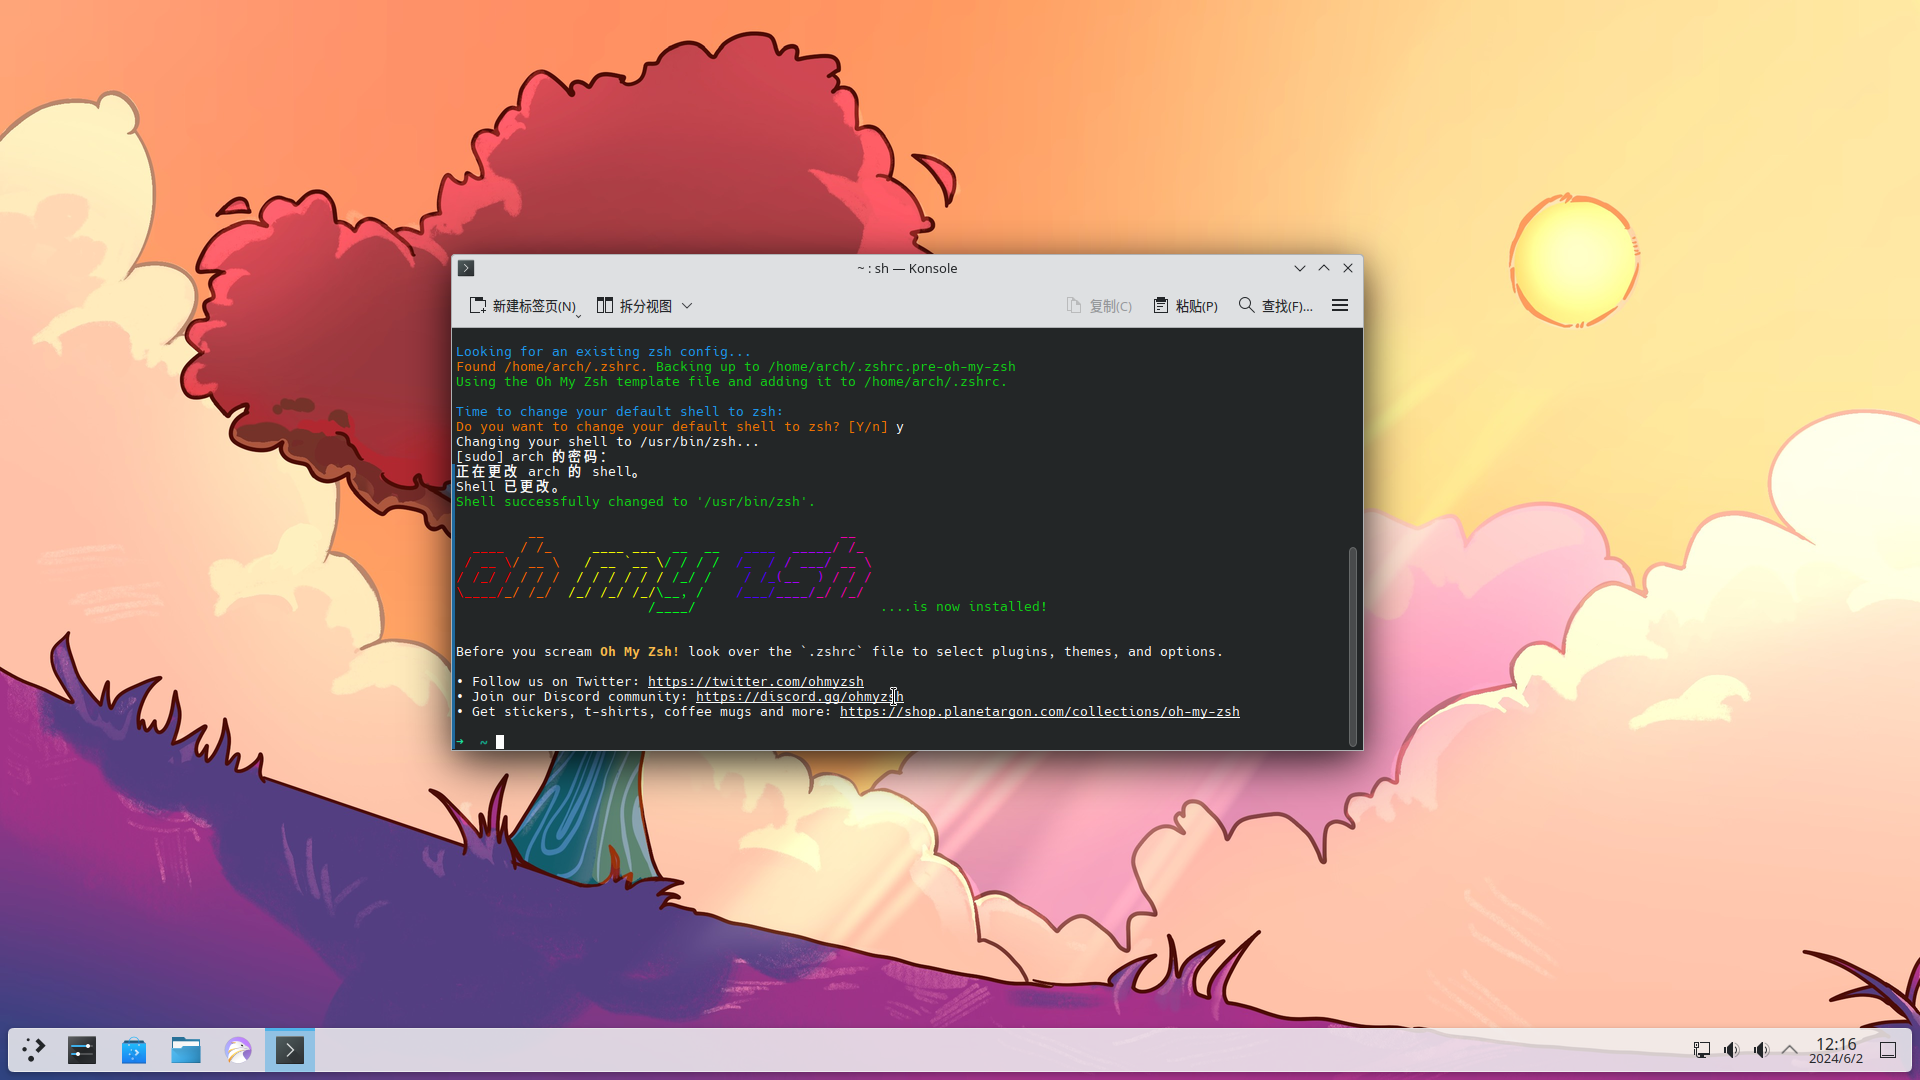 ~ : sh — Konsole
新建标签页(N)
拆分视图
复制(C)
粘贴(P)
查找(F)...
Looking for an existing zsh config...
Found /home/arch/.zshrc. Backing up to /home/arch/.zshrc.pre-oh-my-zsh
Using the Oh My Zsh template file and adding it to /home/arch/.zshrc.
Time to change your default shell to zsh:
Do you want to change your default shell to zsh? [Y/n] y
Changing your shell to /usr/bin/zsh...
[sudo] arch 的密码：
正在更改 arch 的 shell。
Shell 已更改。
Shell successfully changed to '/usr/bin/zsh'.
oh my zsh
....is now installed!
Before you scream Oh My Zsh! look over the `.zshrc` file to select plugins, themes, and options.
• Follow us on Twitter: https://twitter.com/ohmyzsh
• Join our Discord community: https://discord.gg/ohmyzsh
• Get stickers, t-shirts, coffee mugs and more: https://shop.planetargon.com/collections/oh-my-zsh
➜ ~
12:16
2024/6/2